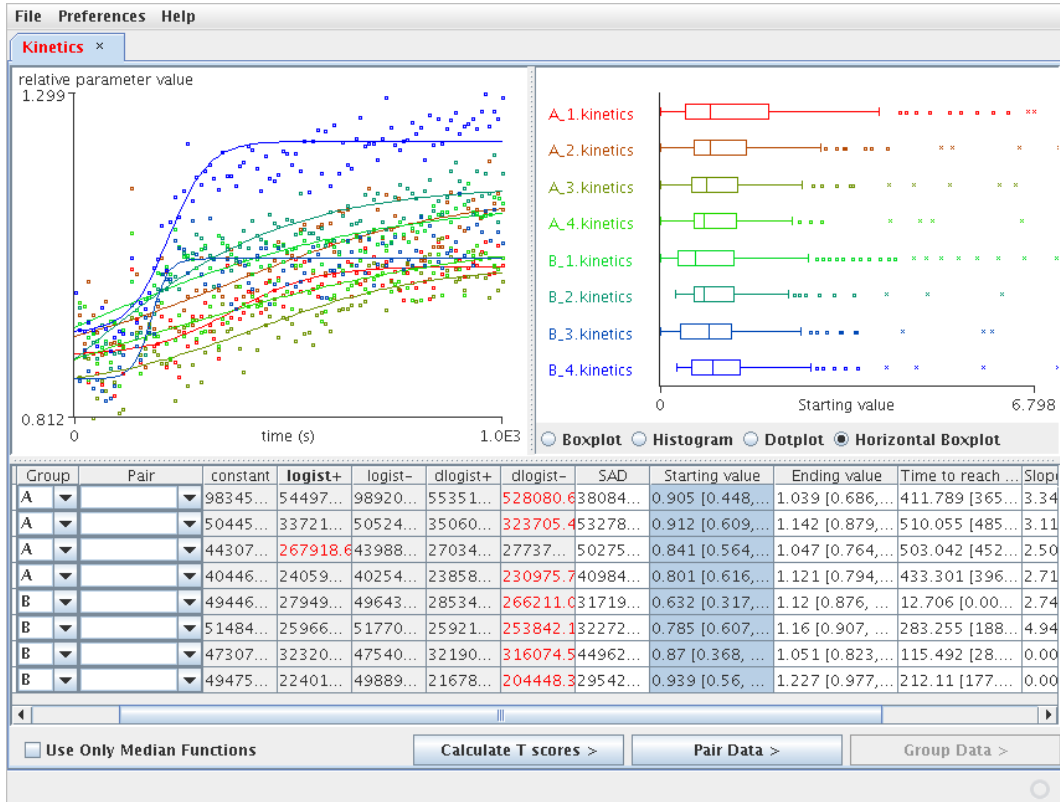 File Preferences Help
Kinetics ×
relative parameter value
1.299
0.812
0 time (s) 1.0E3
A_1.kinetics
A_2.kinetics
A_3.kinetics
A_4.kinetics
B_1.kinetics
B_2.kinetics
B_3.kinetics
B_4.kinetics
0 Starting value 6.798
Boxplot Histogram Dotplot Horizontal Boxplot
Group Pair constant logist+ logist- dlogist+ dlogist- SAD Starting value Ending value Time to reach ... Slop
A 98345... 54497... 98920... 55351... 528080.6 38084... 0.905 [0.448,... 1.039 [0.686,... 411.789 [365... 3.34
A 50445... 33721... 50524... 35060... 323705.4 53278... 0.912 [0.609,... 1.142 [0.879,... 510.055 [485... 3.11
A 44307... 267918.6 43988... 27034... 27737... 50275... 0.841 [0.564,... 1.047 [0.764,... 503.042 [452... 2.50
A 40446... 24059... 40254... 23858... 230975.7 40984... 0.801 [0.616,... 1.121 [0.794,... 433.301 [396... 2.71
B 49446... 27949... 49643... 28534... 266211.0 31719... 0.632 [0.317,... 1.12 [0.876, ... 12.706 [0.00... 2.74
B 51484... 25966... 51770... 25921... 253842.1 32272... 0.785 [0.607,... 1.16 [0.907, ... 283.255 [188... 4.94
B 47307... 32320... 47540... 32190... 316074.5 44962... 0.87 [0.368, ... 1.051 [0.823,... 115.492 [28.... 0.00
B 49475... 22401... 49889... 21678... 204448.3 29542... 0.939 [0.56, ... 1.227 [0.977,... 212.11 [177.... 0.00
Use Only Median Functions Calculate T scores > Pair Data > Group Data >